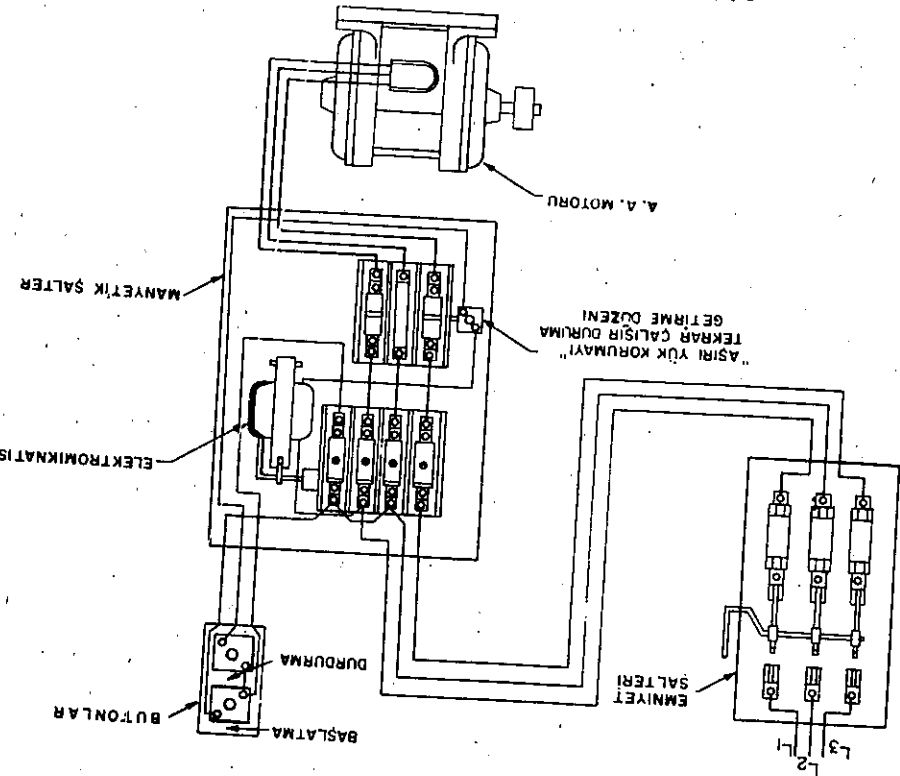 L1
L2
L3
EMNİYET
ŞALTERİ
BAŞLATMA
BUTONLAR
DURDURMA
ELEKTROMIKNATIS
"AŞIRI YÜK KORUMAYI"
TEKRAR ÇALIŞIR DURUMA
GETİRME DÜZENİ
MANYETİK ŞALTER
A. A. MOTORU